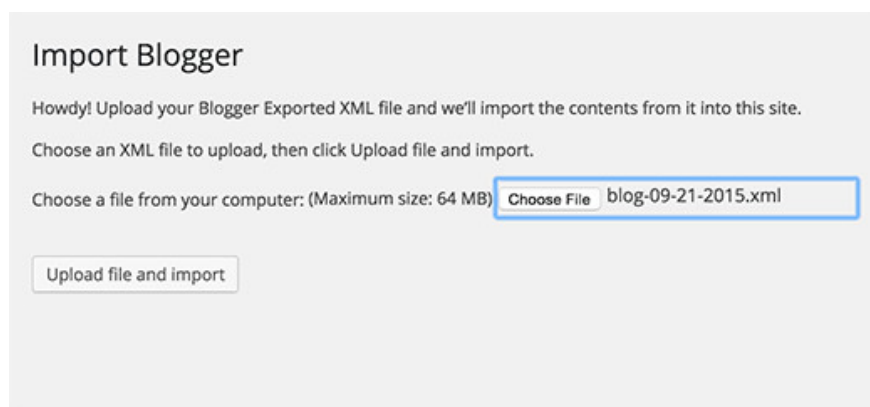 Import Blogger
Howdy! Upload your Blogger Exported XML file and we'll import the contents from it into this site.
Choose an XML file to upload, then click Upload file and import.
Choose a file from your computer: (Maximum size: 64 MB) Choose File blog-09-21-2015.xml
Upload file and import